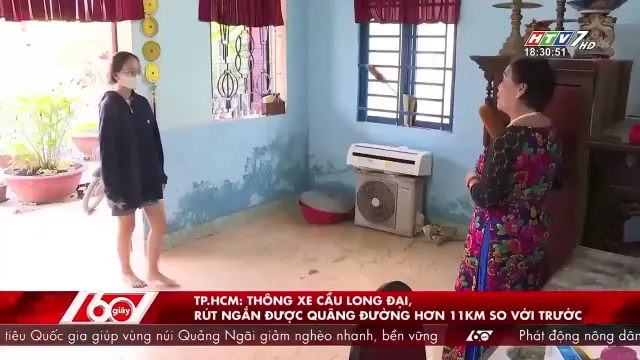 HTV7 HD
18:30:51
60 giây
TP.HCM: THÔNG XE CẦU LONG ĐẠI,
RÚT NGẮN ĐƯỢC QUÃNG ĐƯỜNG HƠN 11KM SO VỚI TRƯỚC
tiêu Quốc gia giúp vùng núi Quảng Ngãi giảm nghèo nhanh, bền vững 60 Phát động nông dân